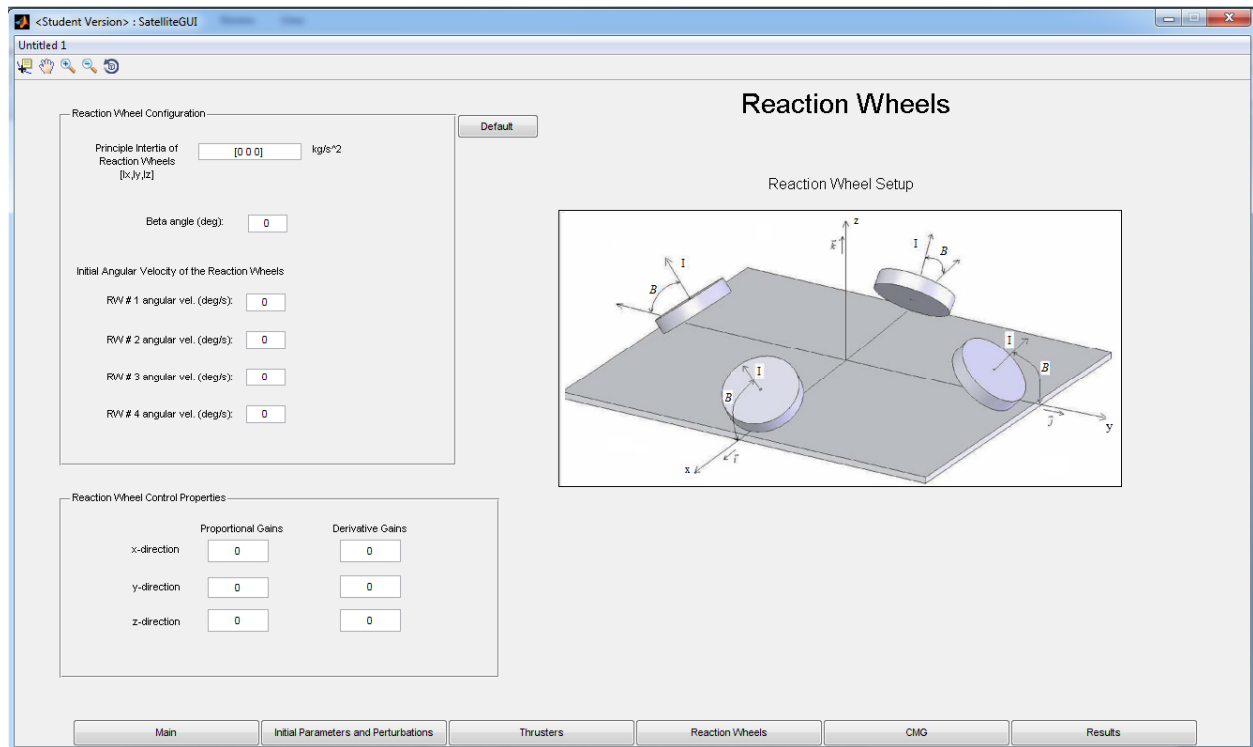 <Student Version> : SatelliteGUI
Untitled 1
Reaction Wheels
Reaction Wheel Configuration
Default
Principle Intertia of
Reaction Wheels
[Ix,Iy,Iz]
[0 0 0]
kg/s^2
Beta angle (deg):
0
Initial Angular Velocity of the Reaction Wheels
RW # 1 angular vel. (deg/s):
0
RW # 2 angular vel. (deg/s):
0
RW # 3 angular vel. (deg/s):
0
RW # 4 angular vel. (deg/s):
0
Reaction Wheel Setup
z
k
I
B
I
B
I
B
I
B
x
i
j
y
Reaction Wheel Control Properties
Proportional Gains Derivative Gains
x-direction 0 0
y-direction 0 0
z-direction 0 0
Main Initial Parameters and Perturbations Thrusters Reaction Wheels CMG Results